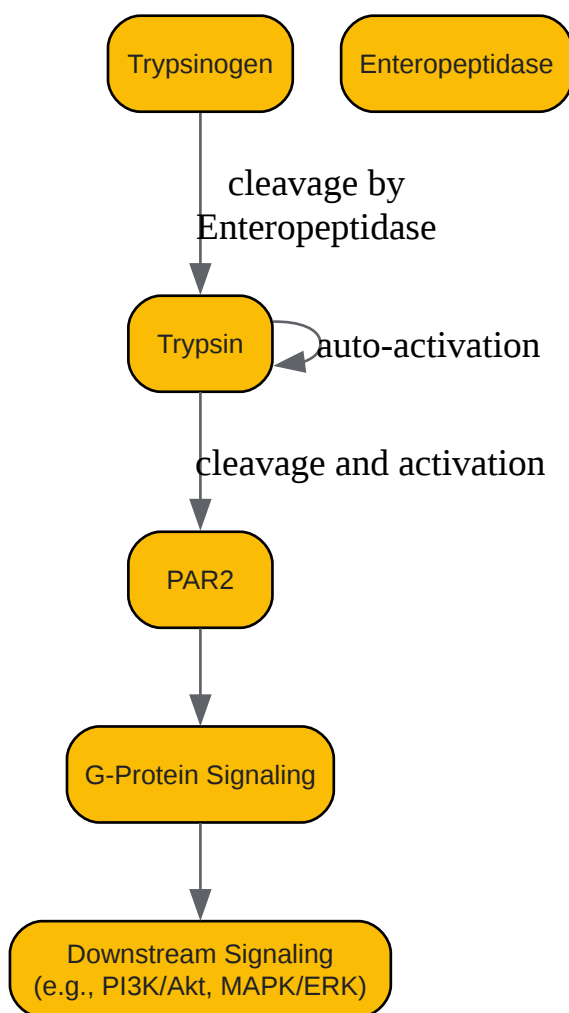 Trypsinogen
Enteropeptidase
cleavage by
Enteropeptidase
Trypsin
auto-activation
cleavage and activation
PAR2
G-Protein Signaling
Downstream Signaling
(e.g., PI3K/Akt, MAPK/ERK)